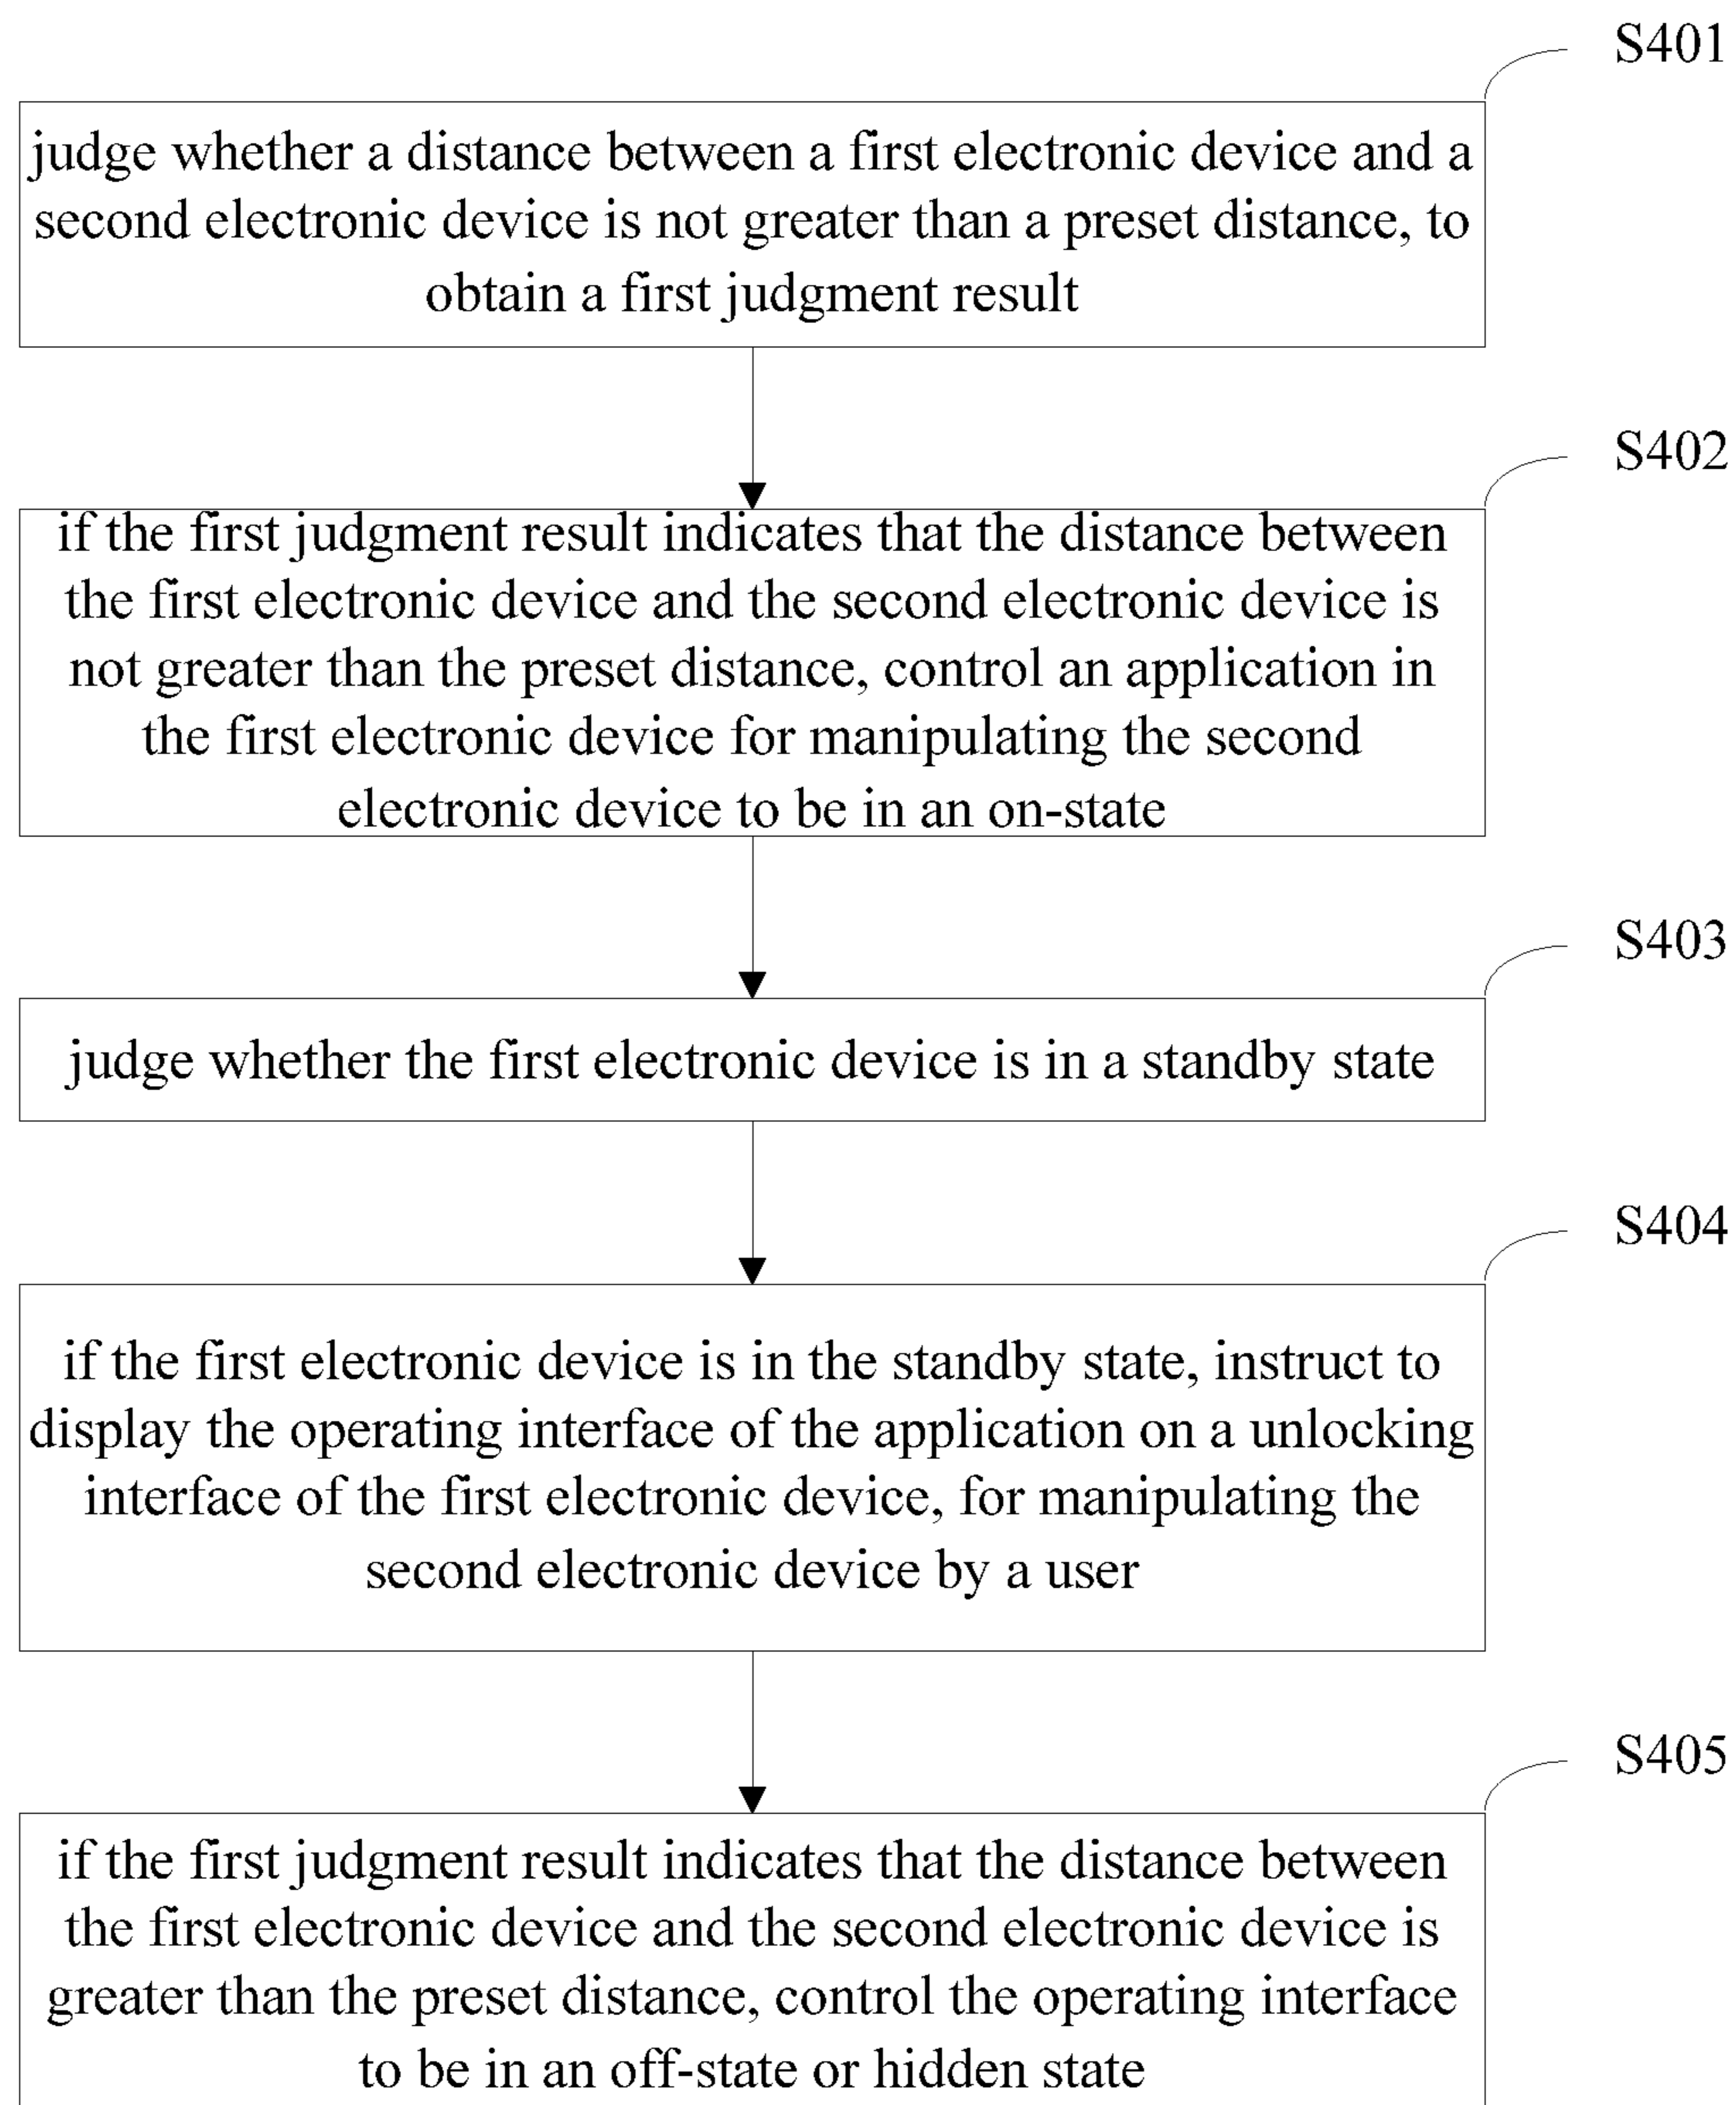 S401
judge whether a distance between a first electronic device and a
second electronic device is not greater than a preset distance, to
obtain a first judgment result
S402
if the first judgment result indicates that the distance between
the first electronic device and the second electronic device is
not greater than the preset distance, control an application in
the first electronic device for manipulating the second
electronic device to be in an on-state
S403
judge whether the first electronic device is in a standby state
S404
if the first electronic device is in the standby state, instruct to
display the operating interface of the application on a unlocking
interface of the first electronic device, for manipulating the
second electronic device by a user
S405
if the first judgment result indicates that the distance between
the first electronic device and the second electronic device is
greater than the preset distance, control the operating interface
to be in an off-state or hidden state